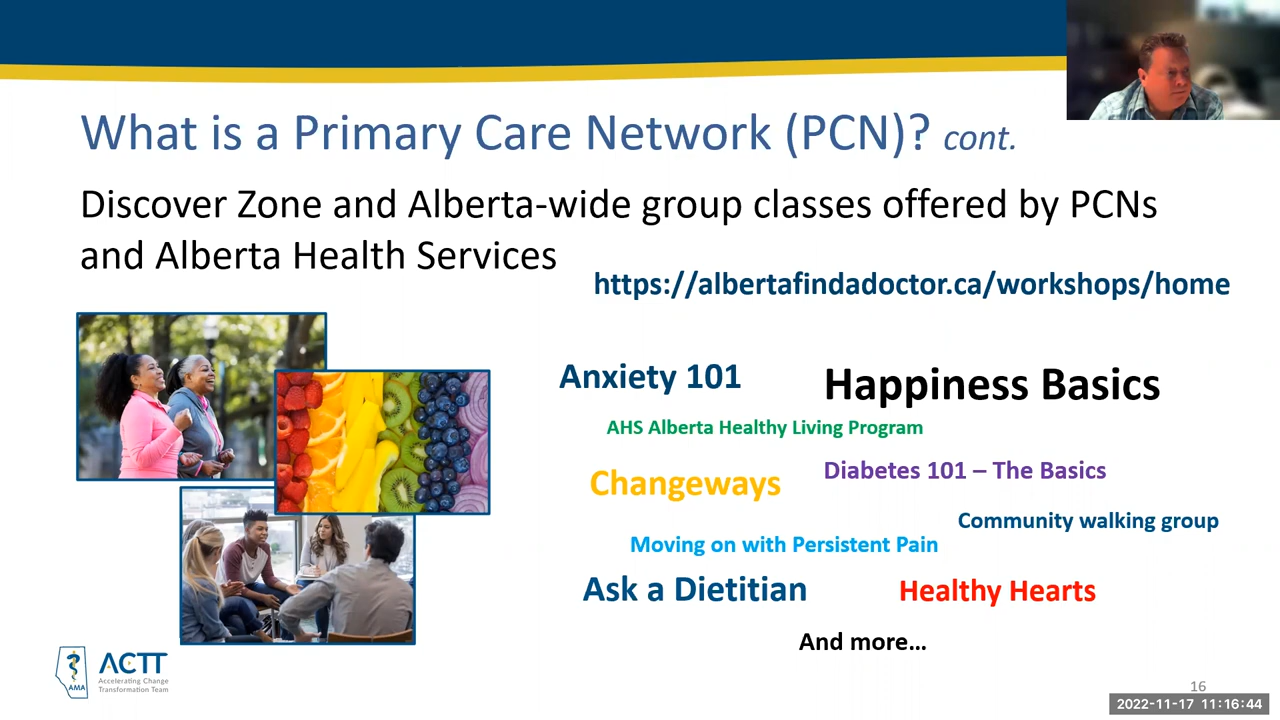 What is a Primary Care Network (PCN)? cont.
Discover Zone and Alberta-wide group classes offered by PCNs
and Alberta Health Services
https://albertafindadoctor.ca/workshops/home
Anxiety 101
Happiness Basics
AHS Alberta Healthy Living Program
Changeways
Diabetes 101 – The Basics
Community walking group
Moving on with Persistent Pain
Ask a Dietitian
Healthy Hearts
And more…
AMA
ACTT
Accelerating Change
Transformation Team
16
2022-11-17 11:16:44